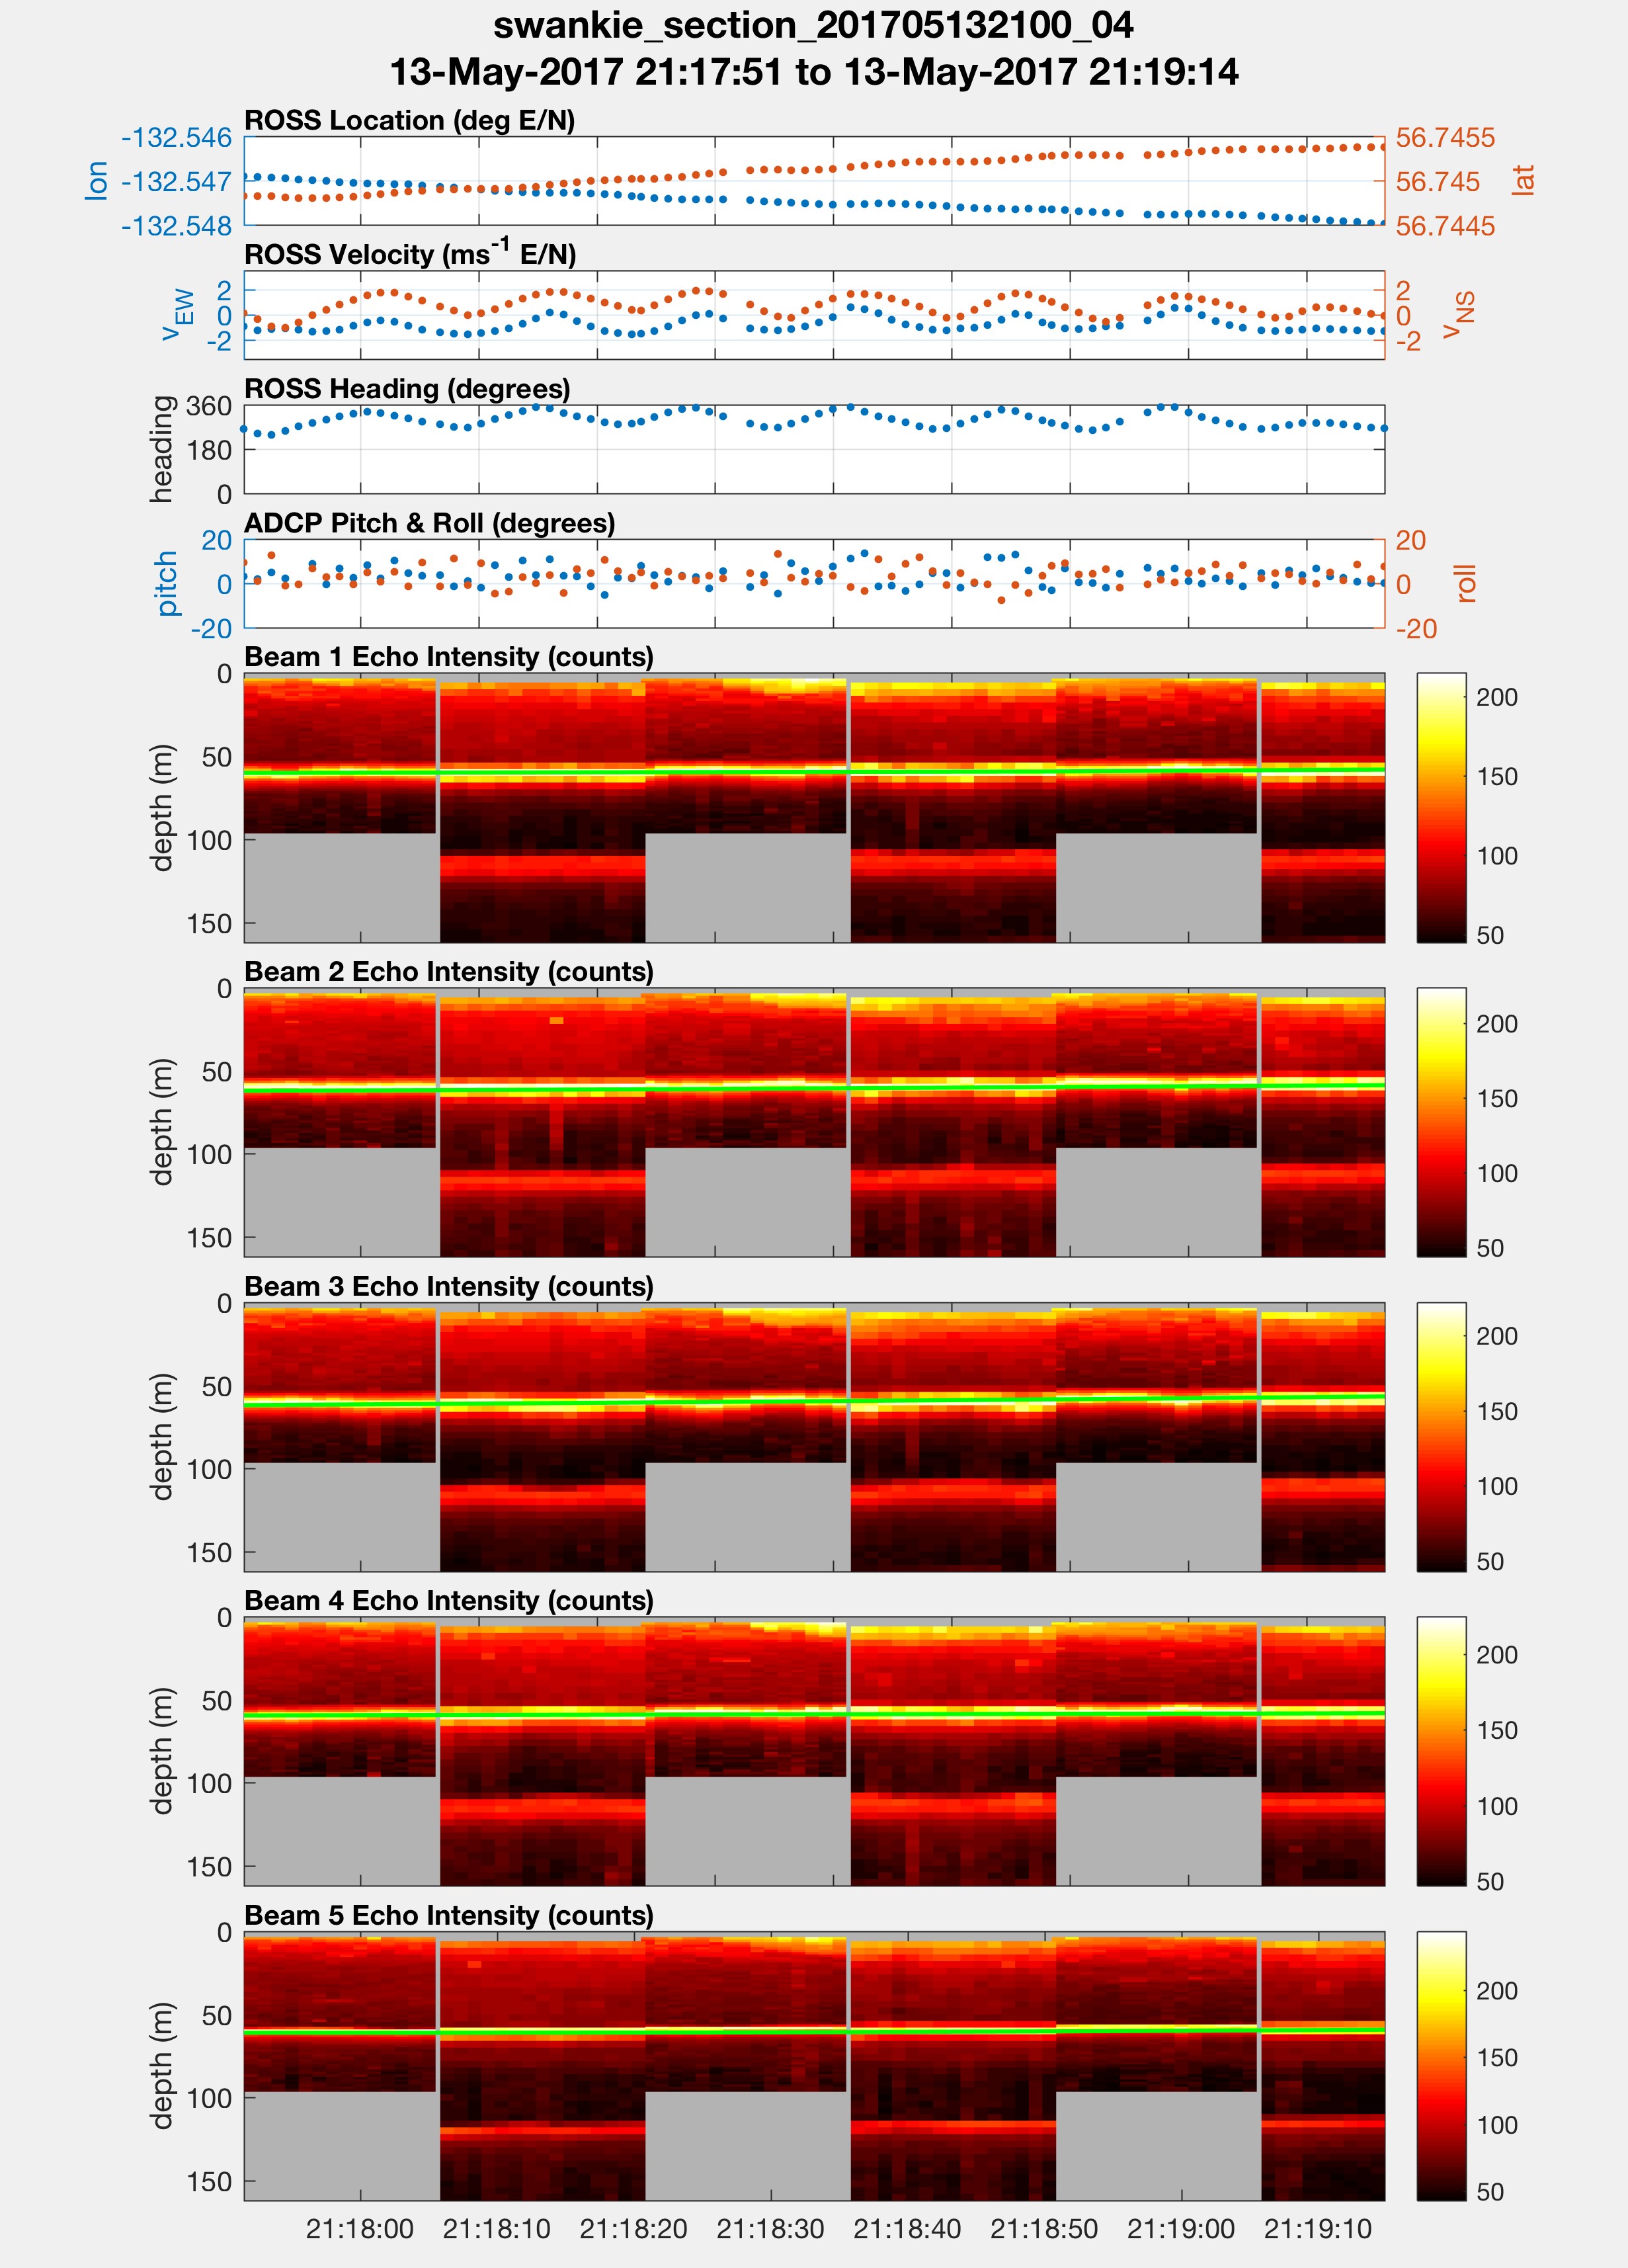 swankie_section_201705132100_04
13-May-2017 21:17:51 to 13-May-2017 21:19:14
ROSS Location (deg E/N)
-132.546
-132.547
-132.548
lon
56.7455
56.745
56.7445
lat
ROSS Velocity (ms-1 E/N)
2
0
-2
vEW
2
0
-2
vNS
ROSS Heading (degrees)
360
180
0
heading
ADCP Pitch & Roll (degrees)
20
0
-20
pitch
20
0
-20
roll
Beam 1 Echo Intensity (counts)
0
50
100
150
depth (m)
200
150
100
50
Beam 2 Echo Intensity (counts)
0
50
100
150
depth (m)
200
150
100
50
Beam 3 Echo Intensity (counts)
0
50
100
150
depth (m)
200
150
100
50
Beam 4 Echo Intensity (counts)
0
50
100
150
depth (m)
200
150
100
50
Beam 5 Echo Intensity (counts)
0
50
100
150
depth (m)
200
150
100
50
21:18:00 21:18:10 21:18:20 21:18:30 21:18:40 21:18:50 21:19:00 21:19:10